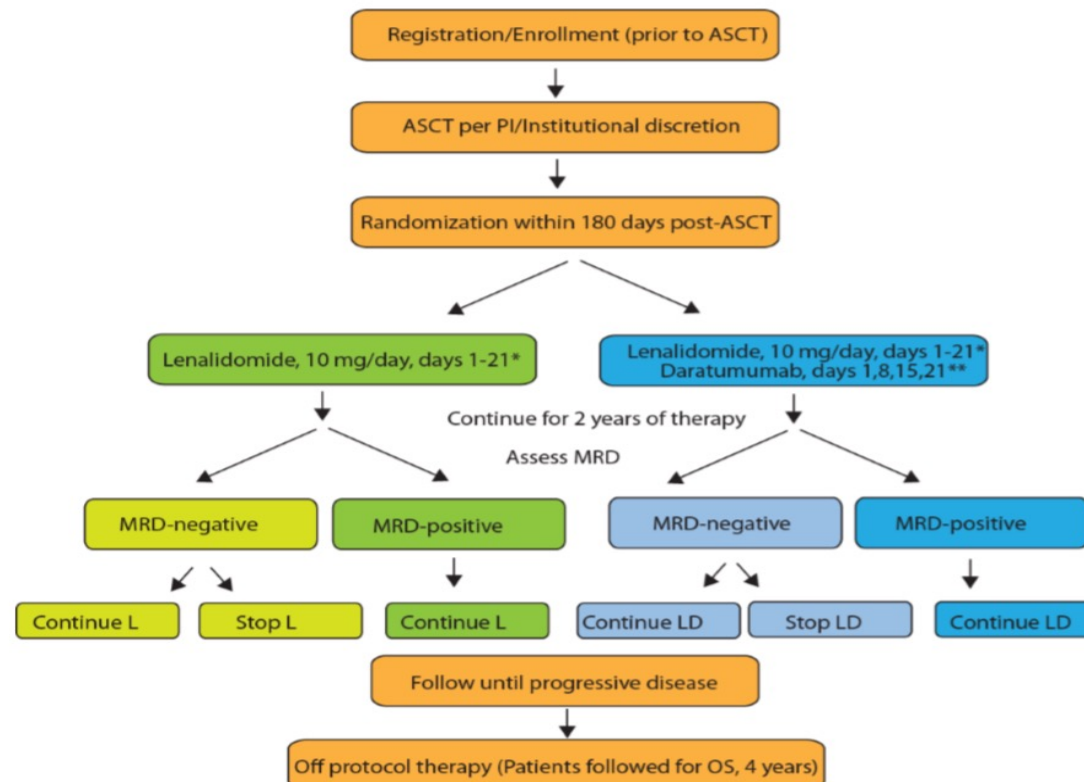 Registration/Enrollment (prior to ASCT)
ASCT per PI/Institutional discretion
Randomization within 180 days post-ASCT
Lenalidomide, 10 mg/day, days 1-21*
Lenalidomide, 10 mg/day, days 1-21*
Daratumumab, days 1,8,15,21**
Continue for 2 years of therapy
Assess MRD
MRD-negative
MRD-positive
MRD-negative
MRD-positive
Continue L
Stop L
Continue L
Continue LD
Stop LD
Continue LD
Follow until progressive disease
Off protocol therapy (Patients followed for OS, 4 years)